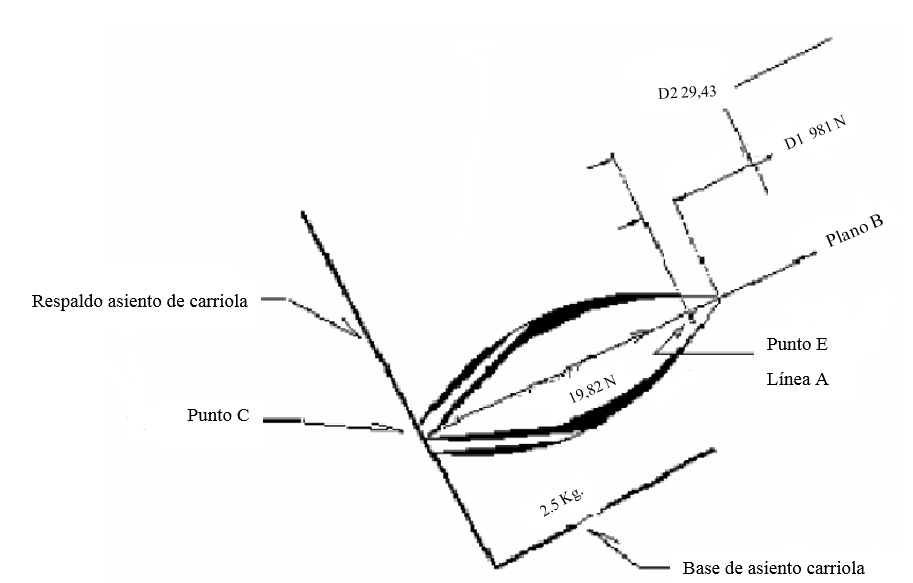 D2 29,43
D1 981 N
Plano B
Respaldo asiento de carriola
Punto E
Línea A
19,82 N
Punto C
2.5 Kg.
Base de asiento carriola